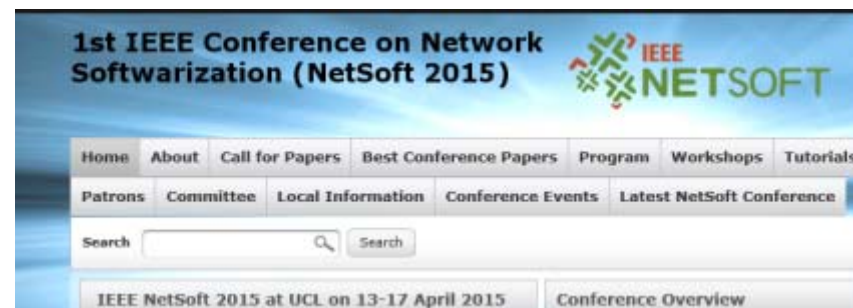 1st IEEE Conference on Network
Softwarization (NetSoft 2015)
IEEE
NETSOFT
Home About Call for Papers Best Conference Papers Program Workshops Tutorials
Patrons Committee Local Information Conference Events Latest NetSoft Conference
Search Search
IEEE NetSoft 2015 at UCL on 13-17 April 2015 Conference Overview